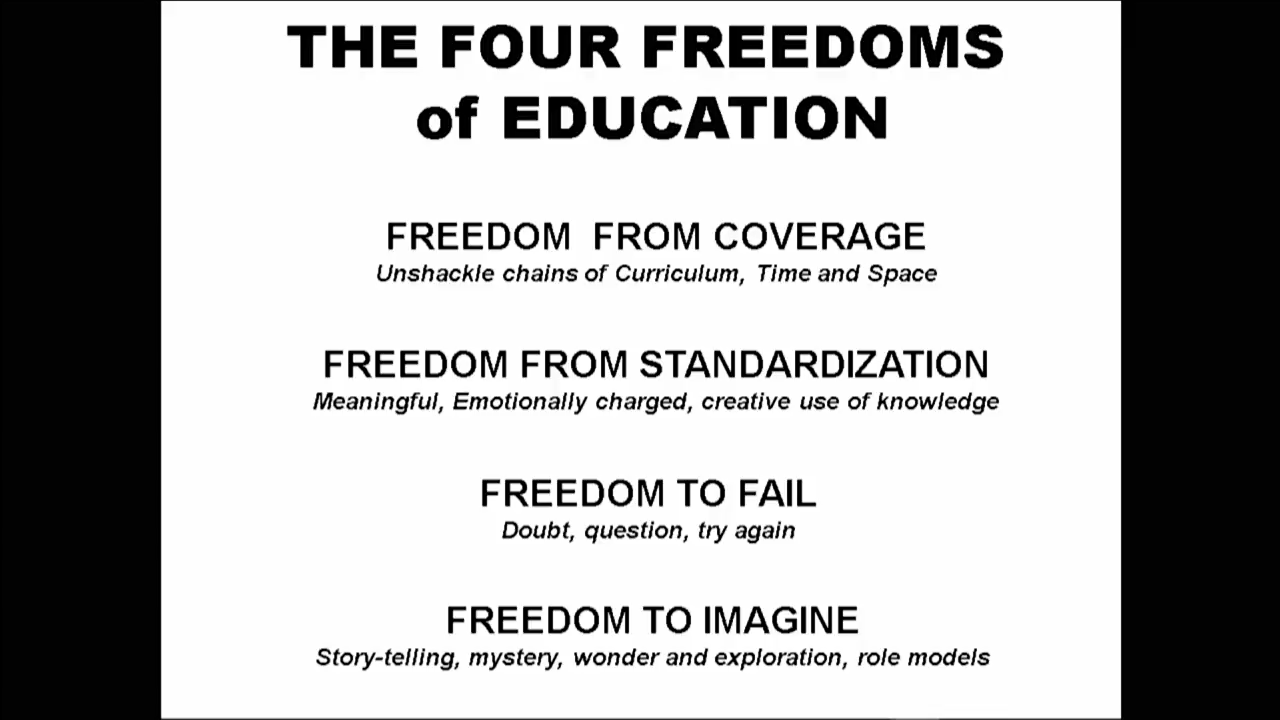 THE FOUR FREEDOMS
of EDUCATION
FREEDOM FROM COVERAGE
Unshackle chains of Curriculum, Time and Space
FREEDOM FROM STANDARDIZATION
Meaningful, Emotionally charged, creative use of knowledge
FREEDOM TO FAIL
Doubt, question, try again
FREEDOM TO IMAGINE
Story-telling, mystery, wonder and exploration, role models